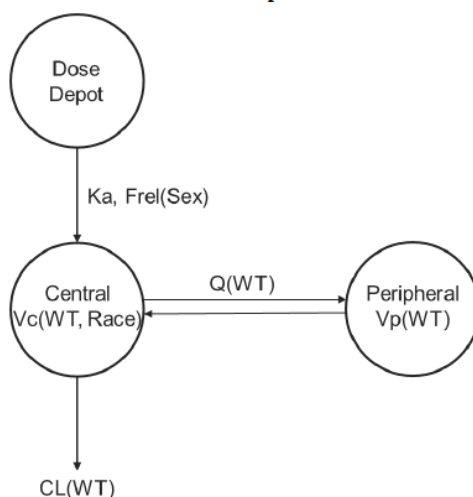 Dose
Depot
Ka, Frel(Sex)
Central
Vc(WT, Race)
Q(WT)
Peripheral
Vp(WT)
CL(WT)